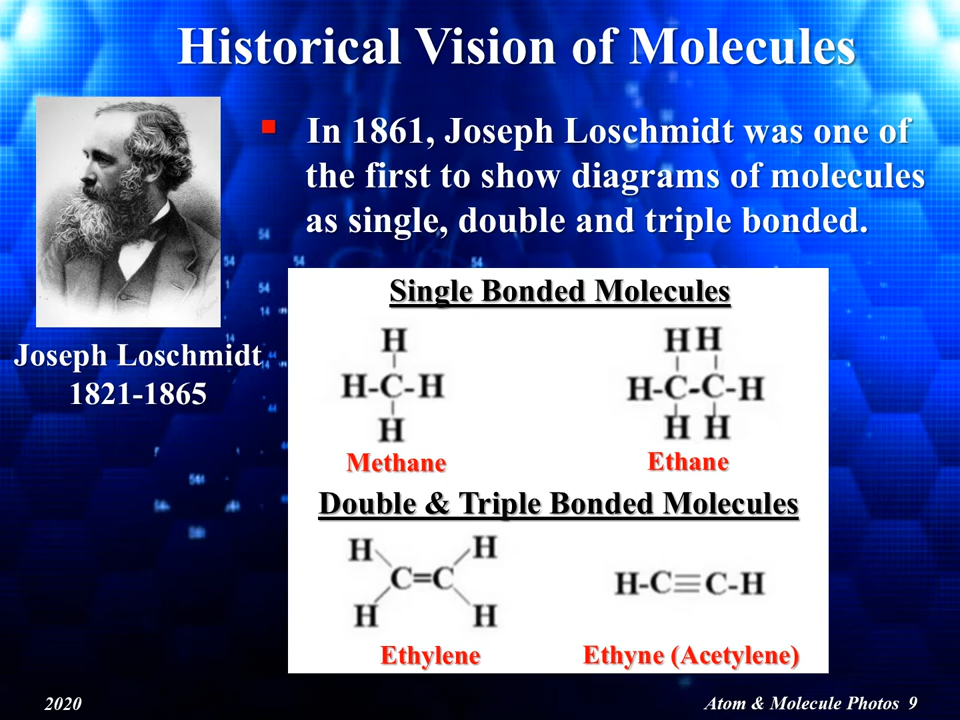 Historical Vision of Molecules
▪ In 1861, Joseph Loschmidt was one of
the first to show diagrams of molecules
as single, double and triple bonded.
Joseph Loschmidt
1821-1865
Single Bonded Molecules
H
H-C-H
H
Methane
H H
H-C-C-H
H H
Ethane
Double & Triple Bonded Molecules
H H
C=C
H H
Ethylene
H-C≡C-H
Ethyne (Acetylene)
2020
Atom & Molecule Photos 9